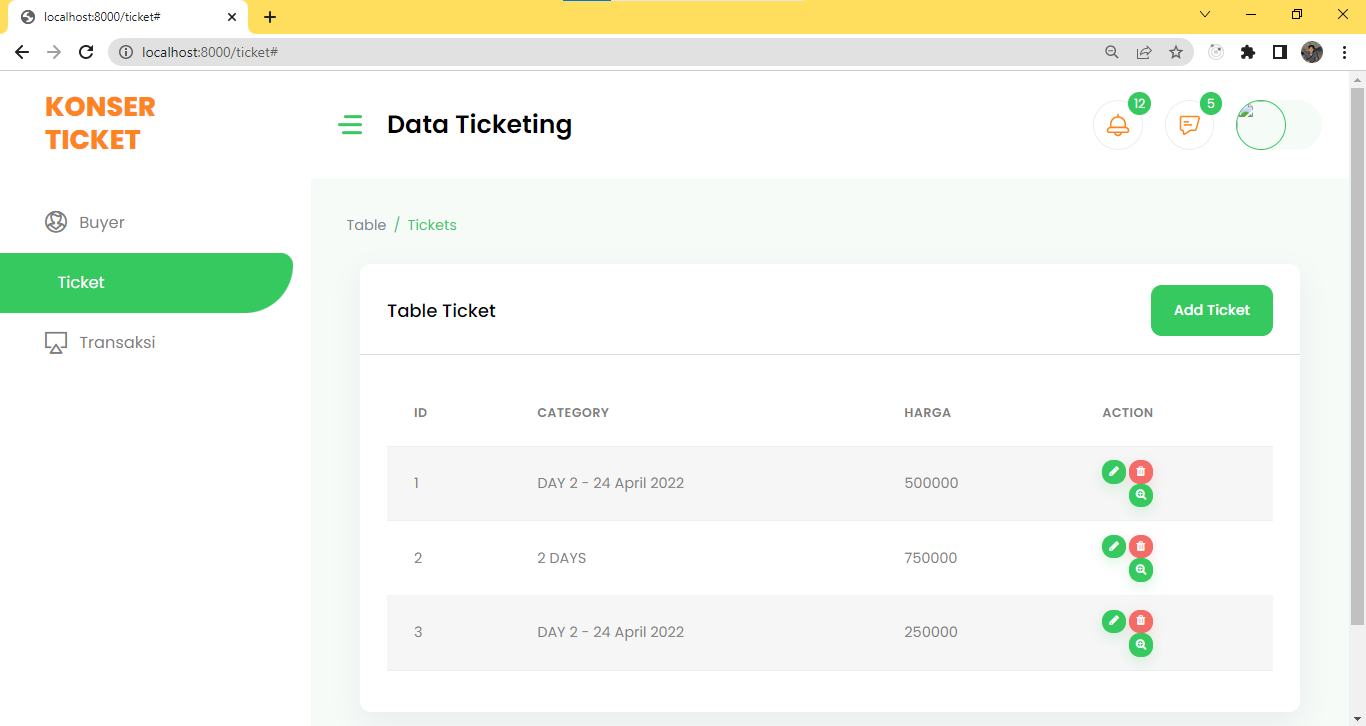 localhost:8000/ticket#
localhost:8000/ticket#
KONSER
TICKET
Data Ticketing
12
5
Buyer
Ticket
Transaksi
Table / Tickets
Table Ticket
Add Ticket
ID CATEGORY HARGA ACTION
1 DAY 2 - 24 April 2022 500000
2 2 DAYS 750000
3 DAY 2 - 24 April 2022 250000